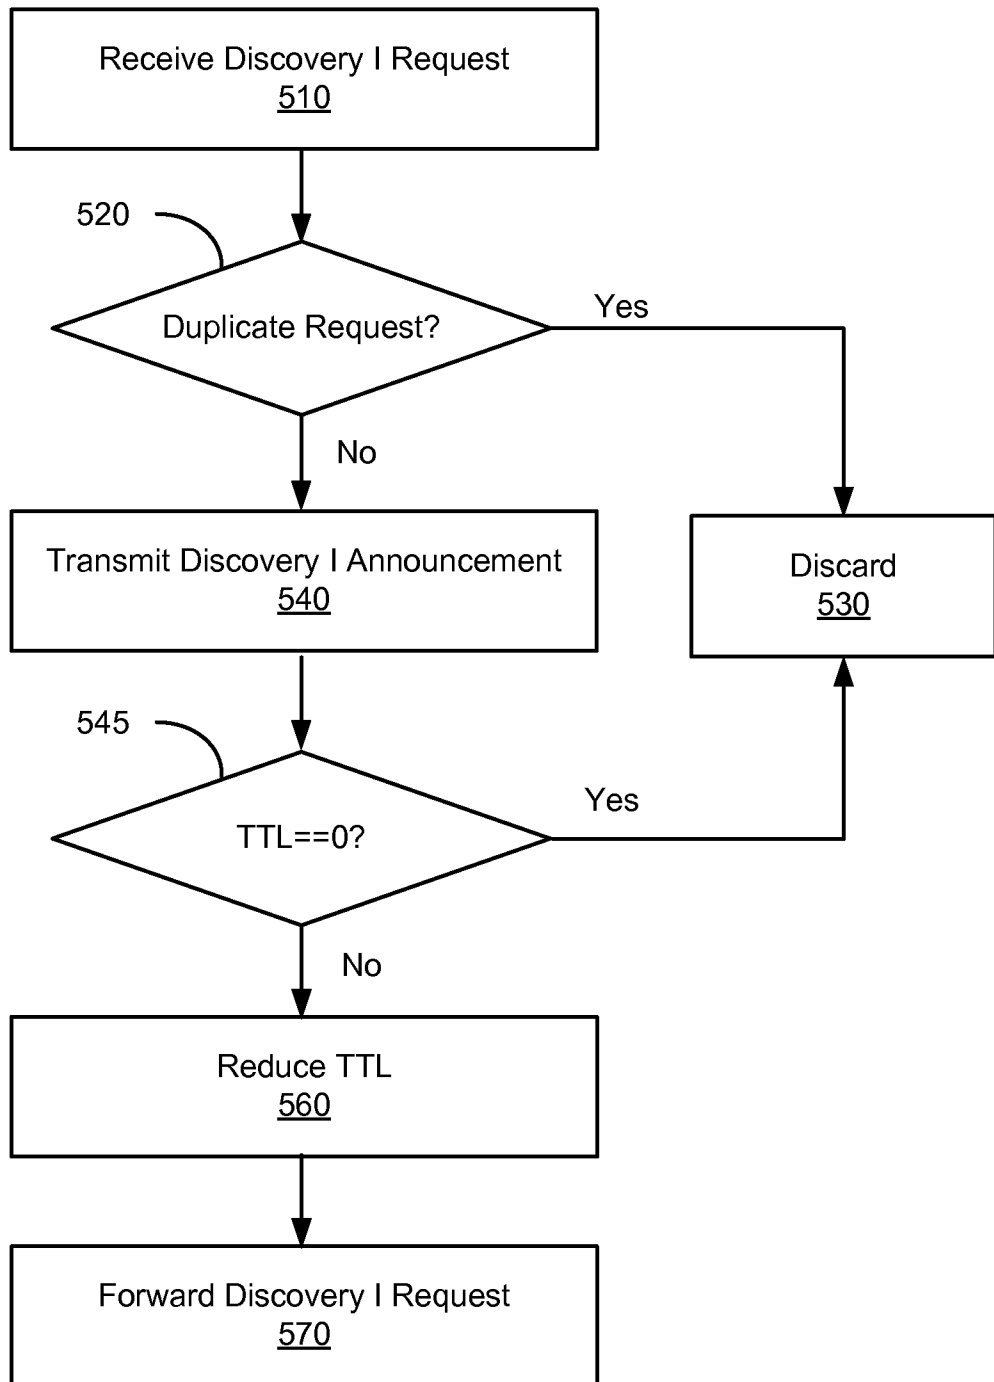 Receive Discovery I Request
510
520
Duplicate Request?
Yes
No
Transmit Discovery I Announcement
540
Discard
530
545
TTL==0?
Yes
No
Reduce TTL
560
Forward Discovery I Request
570